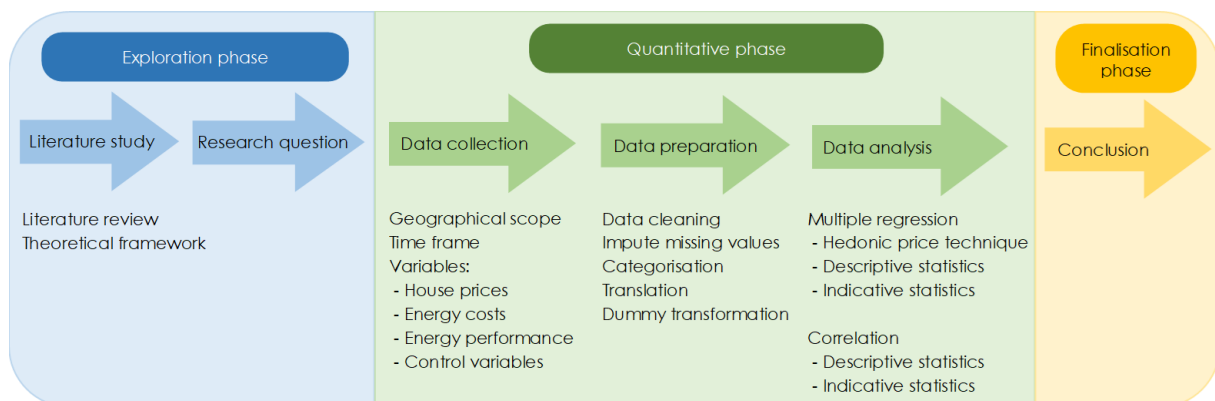 Exploration phase
Quantitative phase
Finalisation
phase
Literature study
Research question
Data collection
Data preparation
Data analysis
Conclusion
Literature review
Theoretical framework
Geographical scope
Time frame
Variables:
- House prices
- Energy costs
- Energy performance
- Control variables
Data cleaning
Impute missing values
Categorisation
Translation
Dummy transformation
Multiple regression
- Hedonic price technique
- Descriptive statistics
- Indicative statistics
Correlation
- Descriptive statistics
- Indicative statistics